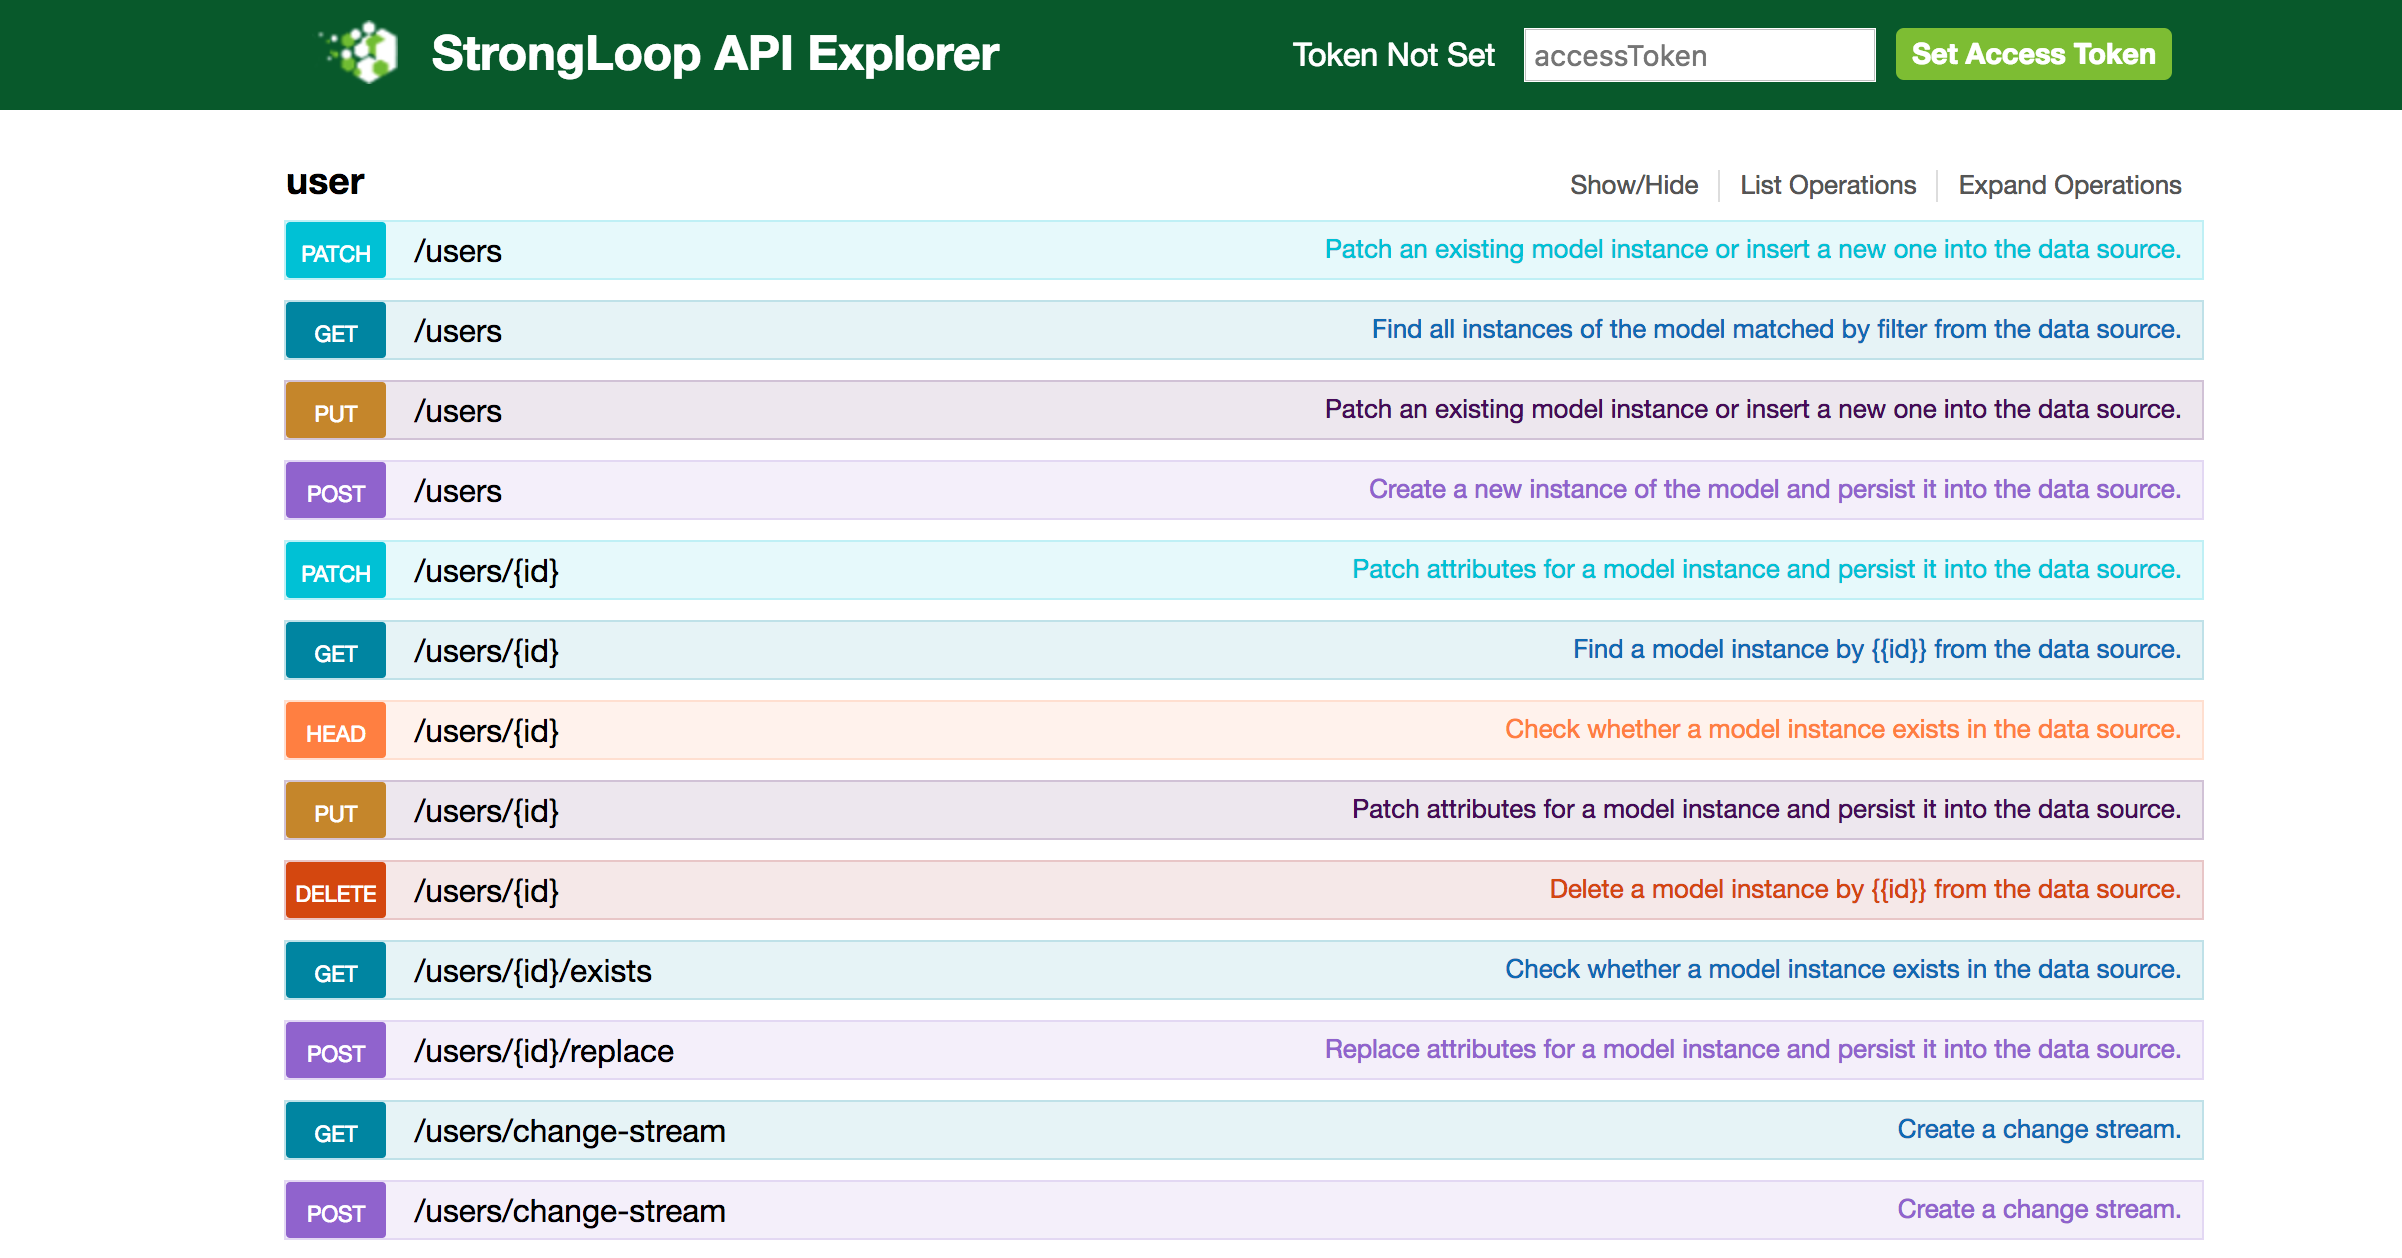 StrongLoop API Explorer Token Not Set accessToken Set Access Token
user Show/Hide List Operations Expand Operations
PATCH /users Patch an existing model instance or insert a new one into the data source.
GET /users Find all instances of the model matched by filter from the data source.
PUT /users Patch an existing model instance or insert a new one into the data source.
POST /users Create a new instance of the model and persist it into the data source.
PATCH /users/{id} Patch attributes for a model instance and persist it into the data source.
GET /users/{id} Find a model instance by {{id}} from the data source.
HEAD /users/{id} Check whether a model instance exists in the data source.
PUT /users/{id} Patch attributes for a model instance and persist it into the data source.
DELETE /users/{id} Delete a model instance by {{id}} from the data source.
GET /users/{id}/exists Check whether a model instance exists in the data source.
POST /users/{id}/replace Replace attributes for a model instance and persist it into the data source.
GET /users/change-stream Create a change stream.
POST /users/change-stream Create a change stream.